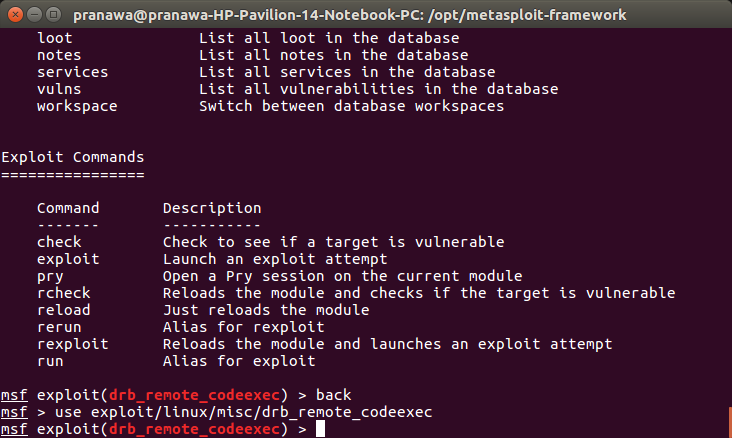 pranawa@pranawa-HP-Pavilion-14-Notebook-PC: /opt/metasploit-framework
    loot              List all loot in the database
    notes             List all notes in the database
    services          List all services in the database
    vulns             List all vulnerabilities in the database
    workspace         Switch between database workspaces
Exploit Commands
================
    Command       Description
    -------       -----------
    check         Check to see if a target is vulnerable
    exploit       Launch an exploit attempt
    pry           Open a Pry session on the current module
    rcheck        Reloads the module and checks if the target is vulnerable
    reload        Just reloads the module
    rerun         Alias for rexploit
    rexploit      Reloads the module and launches an exploit attempt
    run           Alias for exploit
msf exploit(drb_remote_codeexec) > back
msf > use exploit/linux/misc/drb_remote_codeexec
msf exploit(drb_remote_codeexec) >